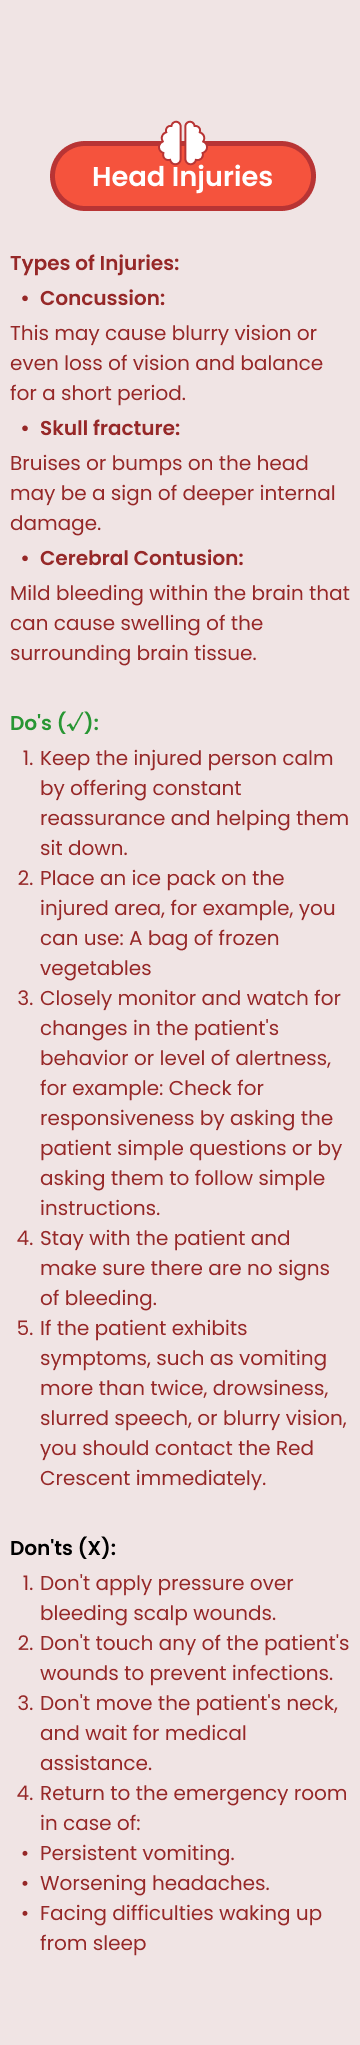 Head Injuries
Types of Injuries:
• Concussion:
This may cause blurry vision or
even loss of vision and balance
for a short period.
• Skull fracture:
Bruises or bumps on the head
may be a sign of deeper internal
damage.
• Cerebral Contusion:
Mild bleeding within the brain that
can cause swelling of the
surrounding brain tissue.
Do's (✓):
1. Keep the injured person calm
by offering constant
reassurance and helping them
sit down.
2. Place an ice pack on the
injured area, for example, you
can use: A bag of frozen
vegetables
3. Closely monitor and watch for
changes in the patient's
behavior or level of alertness,
for example: Check for
responsiveness by asking the
patient simple questions or by
asking them to follow simple
instructions.
4. Stay with the patient and
make sure there are no signs
of bleeding.
5. If the patient exhibits
symptoms, such as vomiting
more than twice, drowsiness,
slurred speech, or blurry vision,
you should contact the Red
Crescent immediately.
Don'ts (X):
1. Don't apply pressure over
bleeding scalp wounds.
2. Don't touch any of the patient's
wounds to prevent infections.
3. Don't move the patient's neck,
and wait for medical
assistance.
4. Return to the emergency room
in case of:
• Persistent vomiting.
• Worsening headaches.
• Facing difficulties waking up
from sleep